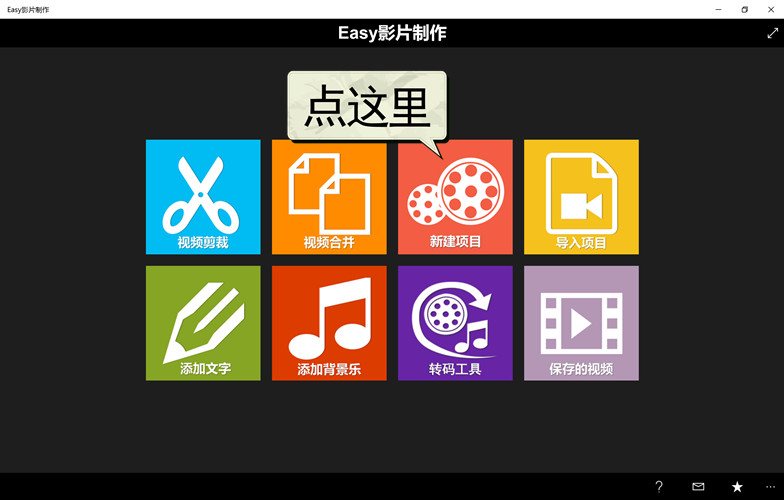 Easy影片制作
Easy影片制作
点这里
视频剪裁
视频合并
新建项目
导入项目
添加文字
添加背景乐
转码工具
保存的视频